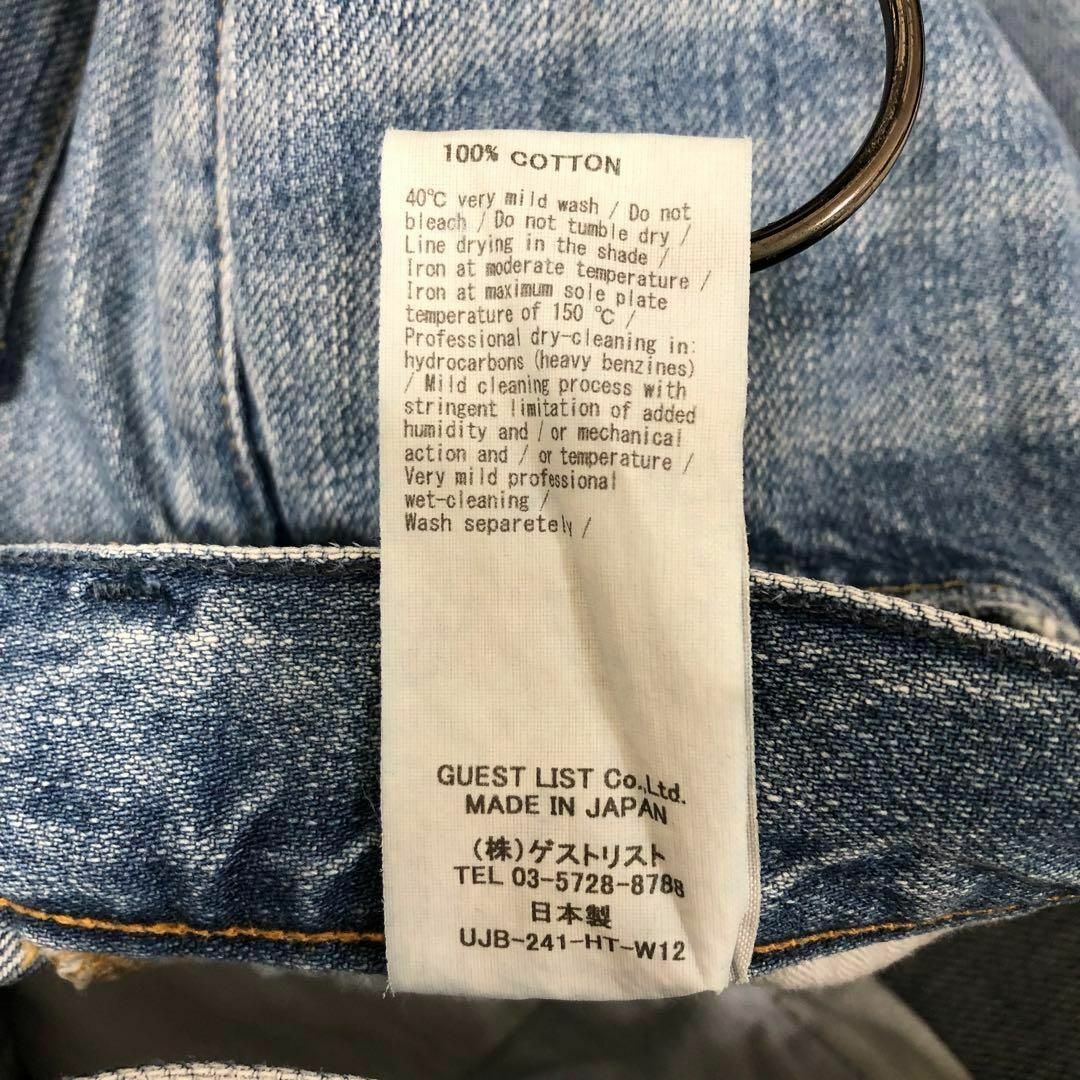 100% COTTON
40℃ very mild wash / Do not
bleach / Do not tumble dry /
Line drying in the shade /
Iron at moderate temperature /
Iron at maximum sole plate
temperature of 150 ℃ /
Professional dry-cleaning in:
hydrocarbons (heavy benzines)
/ Mild cleaning process with
stringent limitation of added
humidity and / or mechanical
action and / or temperature /
Very mild professional
wet-cleaning /
Wash separetely /
GUEST LIST Co.,Ltd.
MADE IN JAPAN
(株)ゲストリスト
TEL 03-5728-8788
日本製
UJB-241-HT-W12